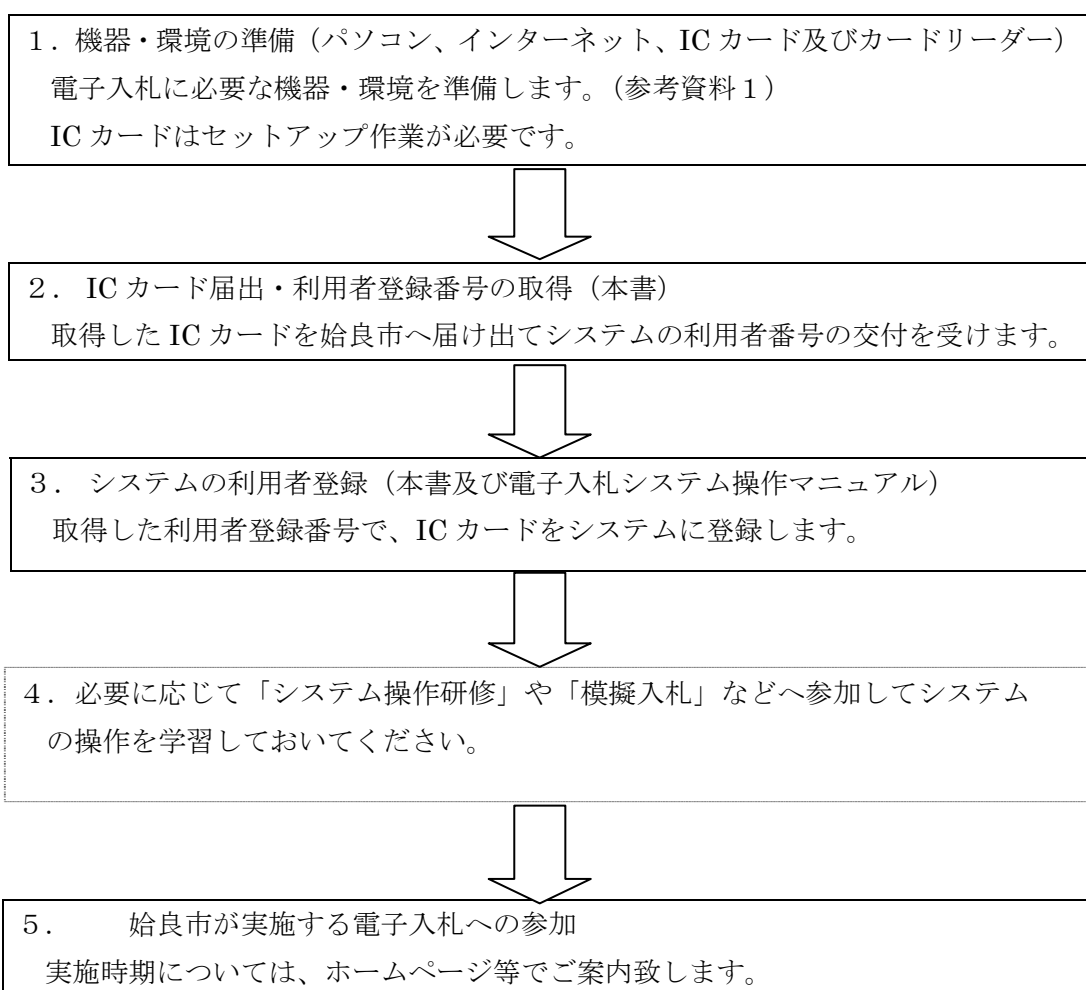 １．機器・環境の準備（パソコン、インターネット、IC カード及びカードリーダー）
電子入札に必要な機器・環境を準備します。（参考資料１）
IC カードはセットアップ作業が必要です。
２． IC カード届出・利用者登録番号の取得（本書）
取得した IC カードを姶良市へ届け出てシステムの利用者番号の交付を受けます。
３． システムの利用者登録（本書及び電子入札システム操作マニュアル）
取得した利用者登録番号で、IC カードをシステムに登録します。
４．必要に応じて「システム操作研修」や「模擬入札」などへ参加してシステム
の操作を学習しておいてください。
５． 姶良市が実施する電子入札への参加
実施時期については、ホームページ等でご案内致します。